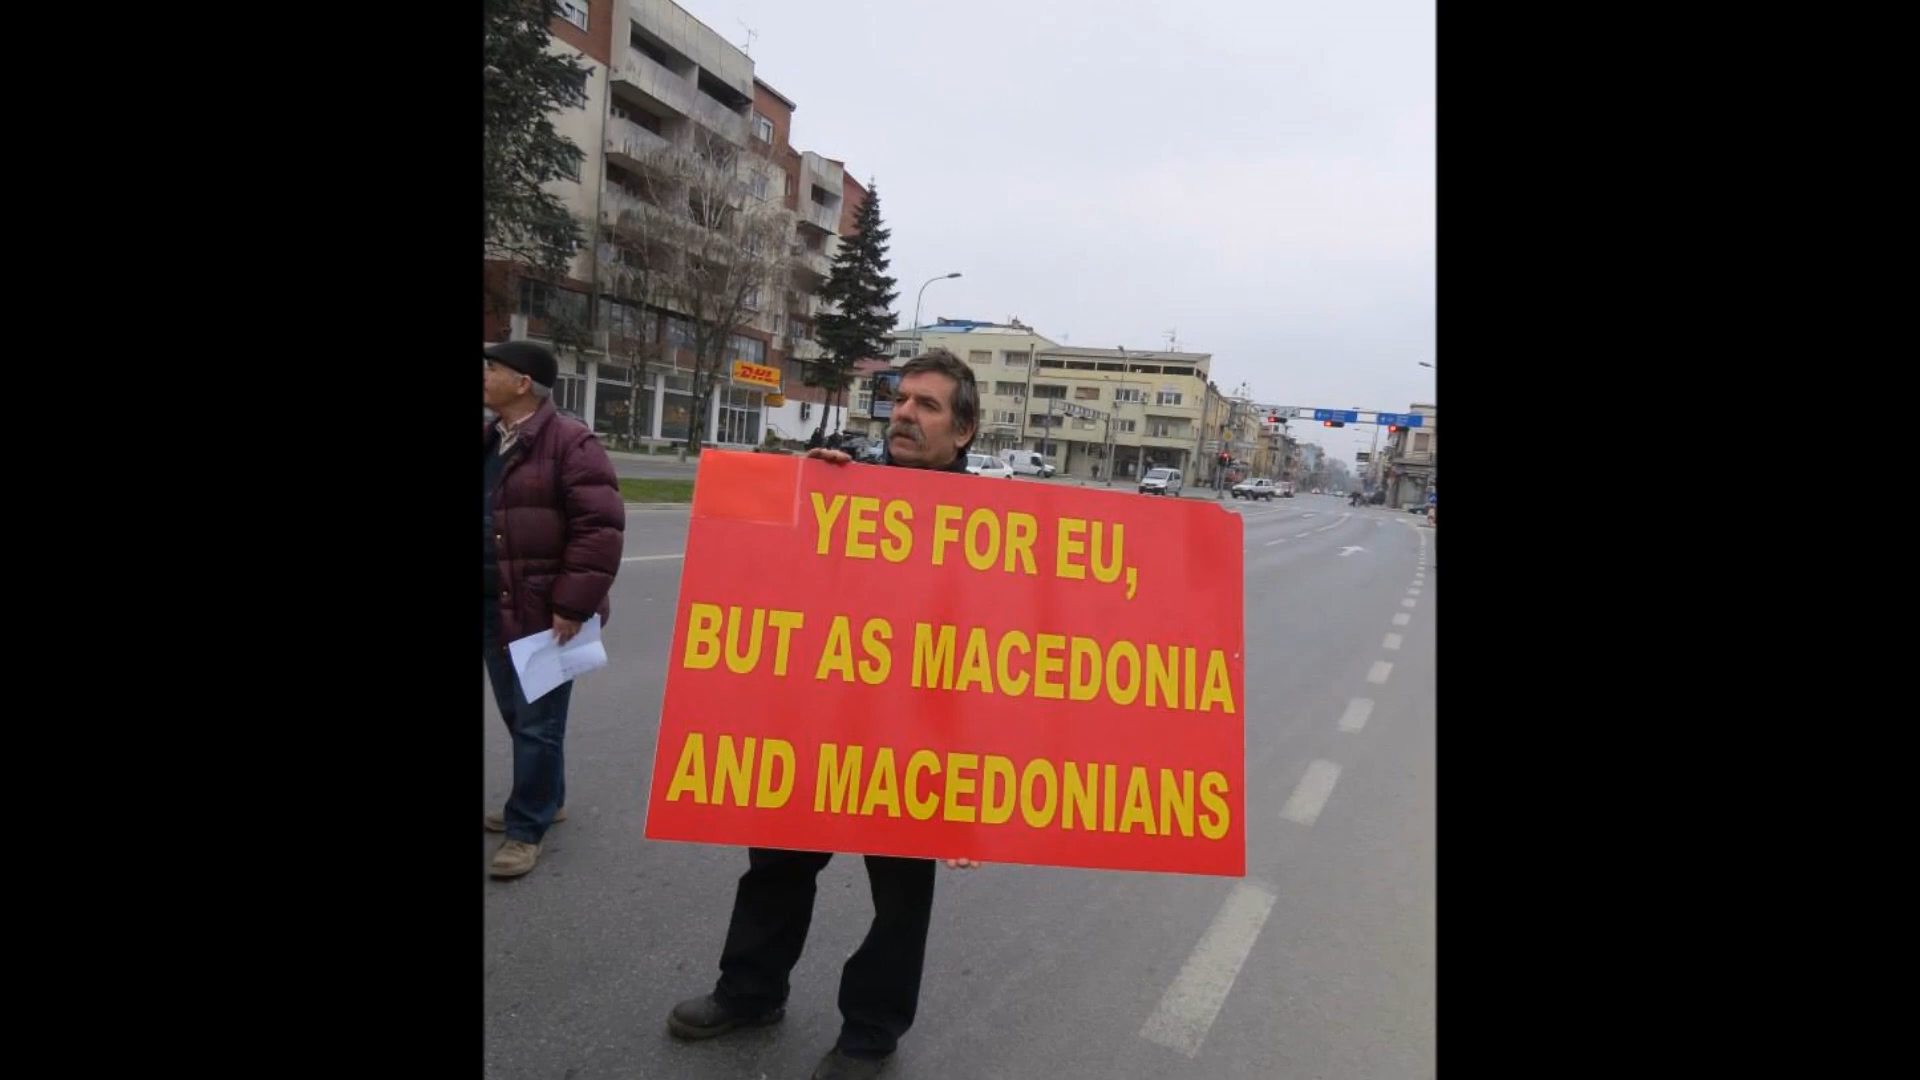 DHL
YES FOR EU,
BUT AS MACEDONIA
AND MACEDONIANS